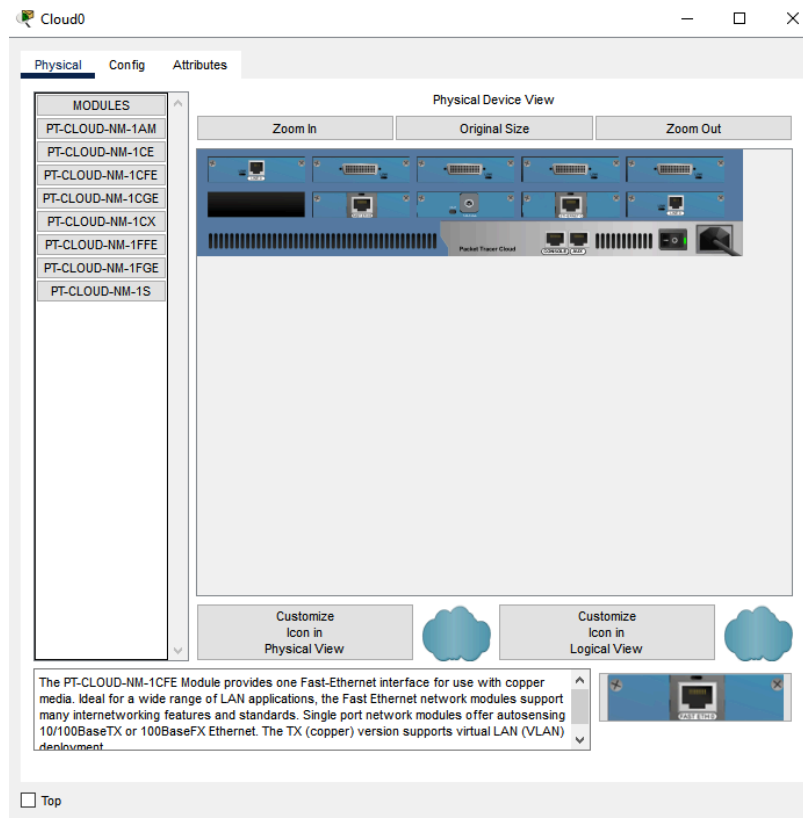 Cloud0
Physical Config Attributes
MODULES
PT-CLOUD-NM-1AM
PT-CLOUD-NM-1CE
PT-CLOUD-NM-1CFE
PT-CLOUD-NM-1CGE
PT-CLOUD-NM-1CX
PT-CLOUD-NM-1FFE
PT-CLOUD-NM-1FGE
PT-CLOUD-NM-1S
Physical Device View
Zoom In Original Size Zoom Out
Packet Tracer Cloud
CONSOLE AUX
Customize
Icon in
Physical View
Customize
Icon in
Logical View
The PT-CLOUD-NM-1CFE Module provides one Fast-Ethernet interface for use with copper
media. Ideal for a wide range of LAN applications, the Fast Ethernet network modules support
many internetworking features and standards. Single port network modules offer autosensing
10/100BaseTX or 100BaseFX Ethernet. The TX (copper) version supports virtual LAN (VLAN)
deployment
Top